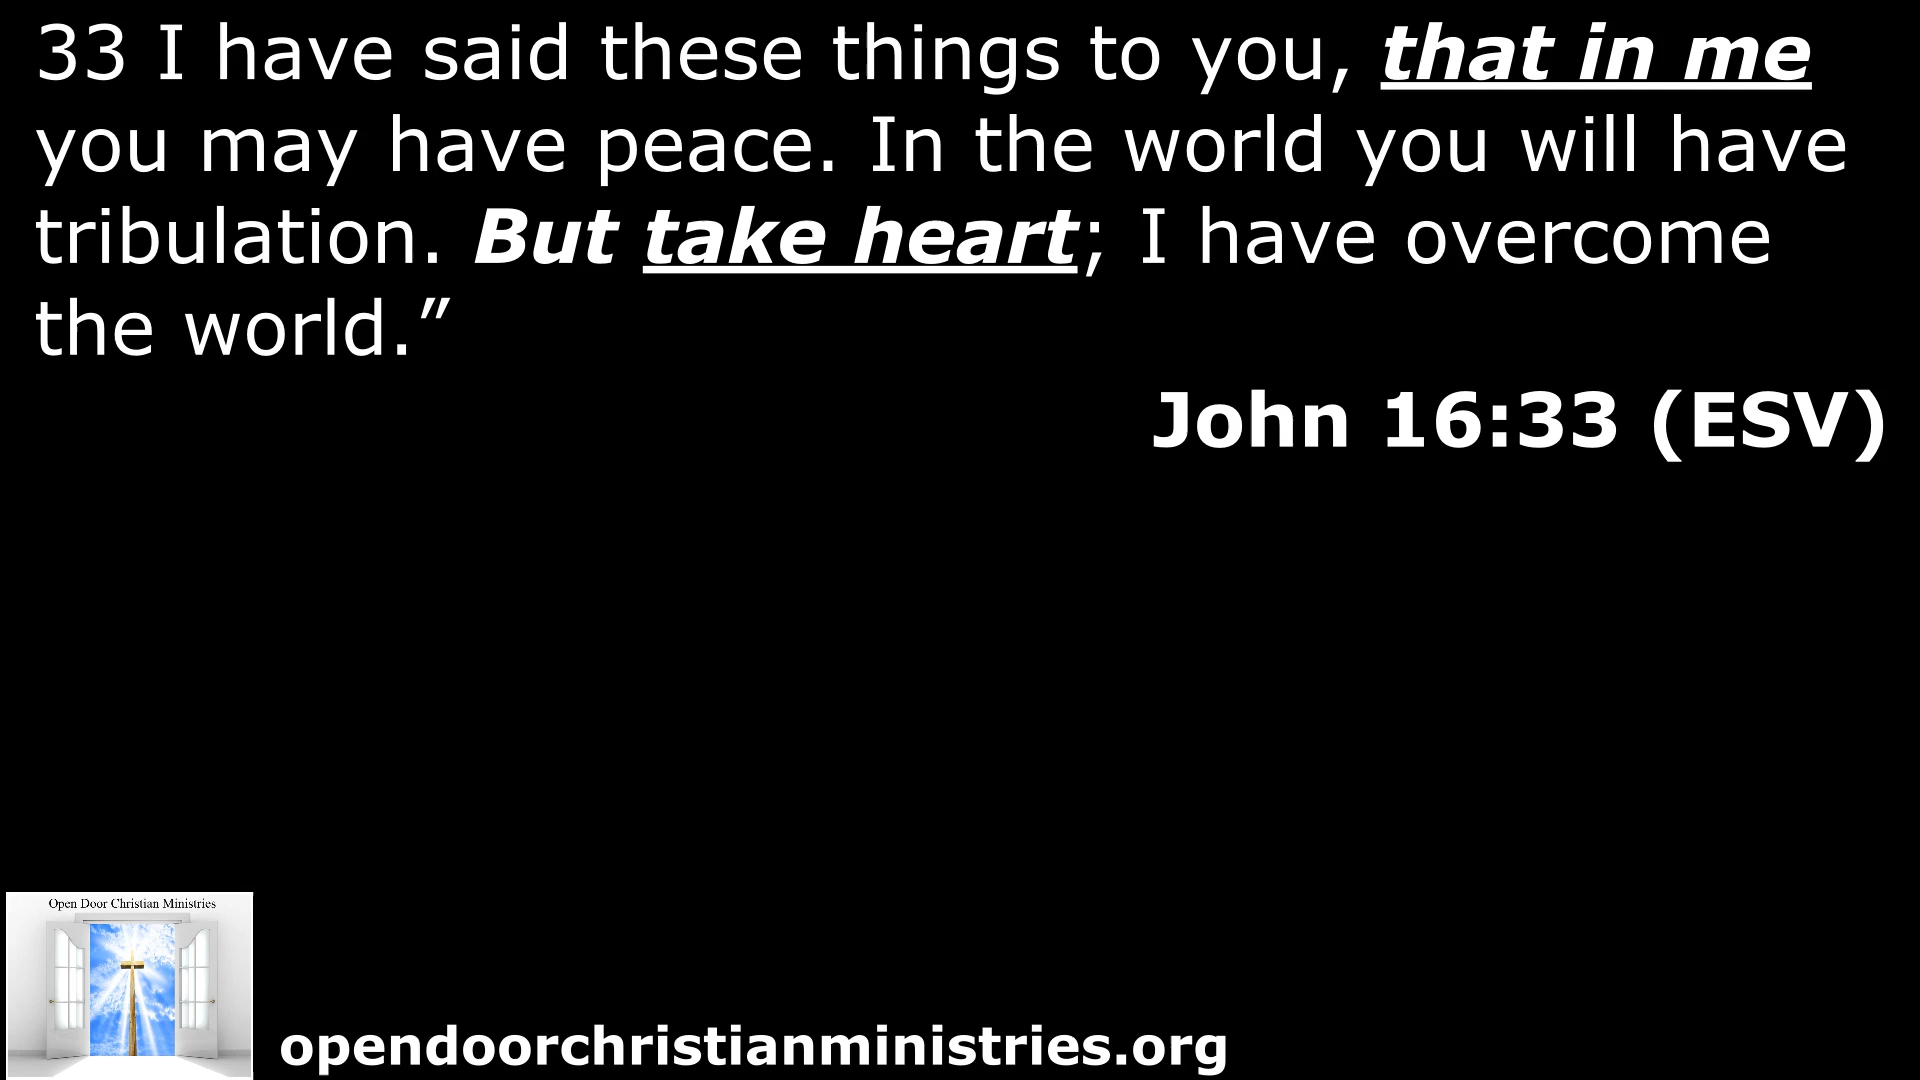 33 I have said these things to you, that in me
you may have peace. In the world you will have
tribulation. But take heart; I have overcome
the world.”
John 16:33 (ESV)
Open Door Christian Ministries
opendoorchristianministries.org